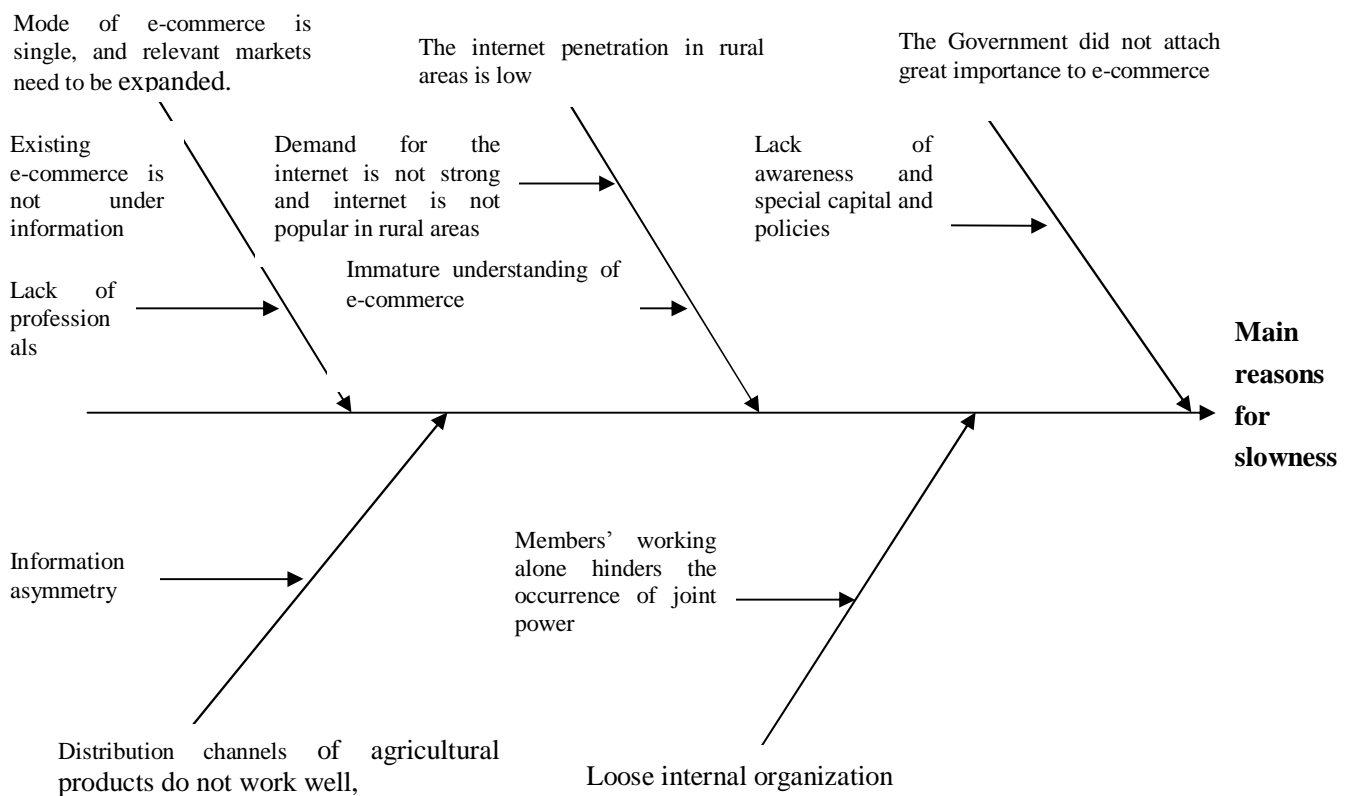 Mode of e-commerce is
single, and relevant markets
need to be expanded.
The internet penetration in rural
areas is low
The Government did not attach
great importance to e-commerce
Existing
e-commerce is
not under
information
Demand for the
internet is not strong
and internet is not
popular in rural areas
Lack of
awareness and
special capital and
policies
Immature understanding of
e-commerce
Lack of
profession
als
Main
reasons
for
slowness
Information
asymmetry
Members’ working
alone hinders the
occurrence of joint
power
Distribution channels of agricultural
products do not work well,
Loose internal organization